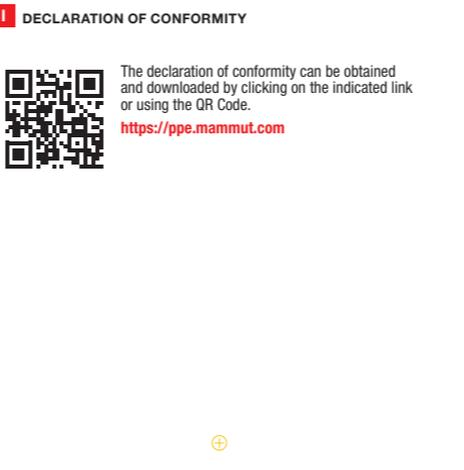 I DECLARATION OF CONFORMITY
The declaration of conformity can be obtained
and downloaded by clicking on the indicated link
or using the QR Code.
https://ppe.mammut.com